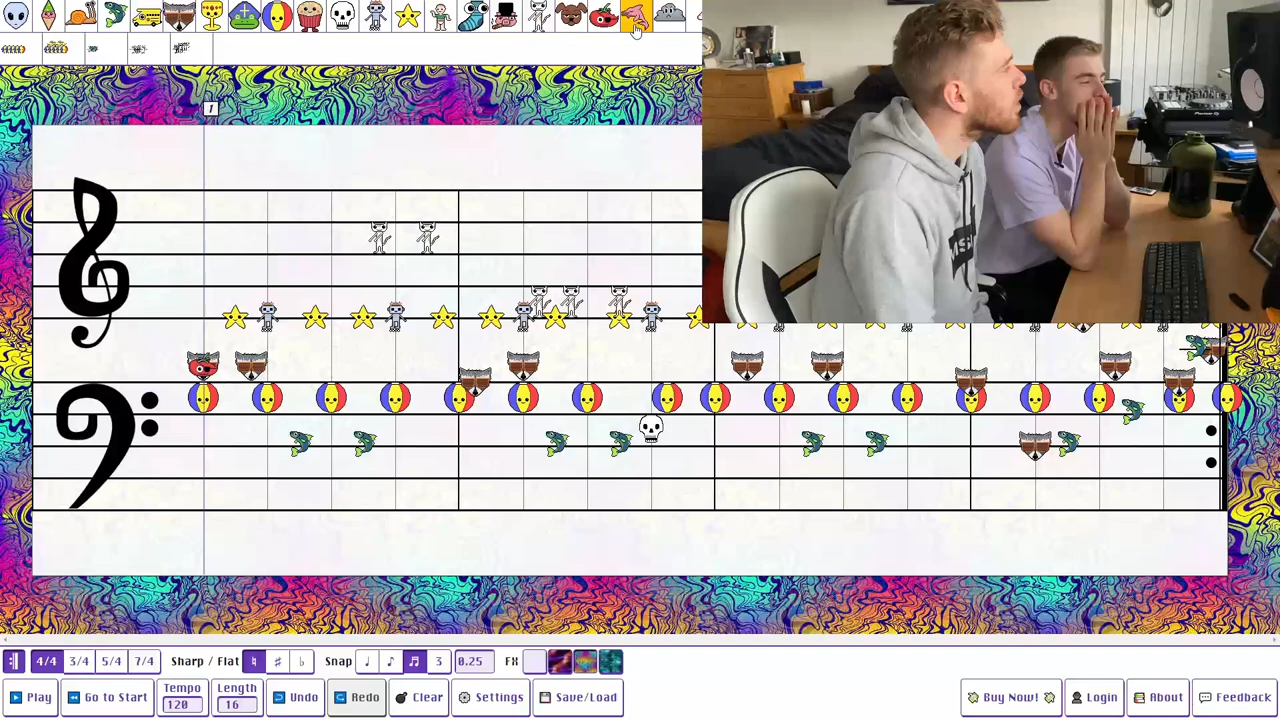 1
4/4 3/4 5/4 7/4 Sharp / Flat ♮ ♯ ♭ Snap 3 0.25 FX
Play Go to Start Tempo 120 Length 16 Undo Redo Clear Settings Save/Load Buy Now! Login About Feedback